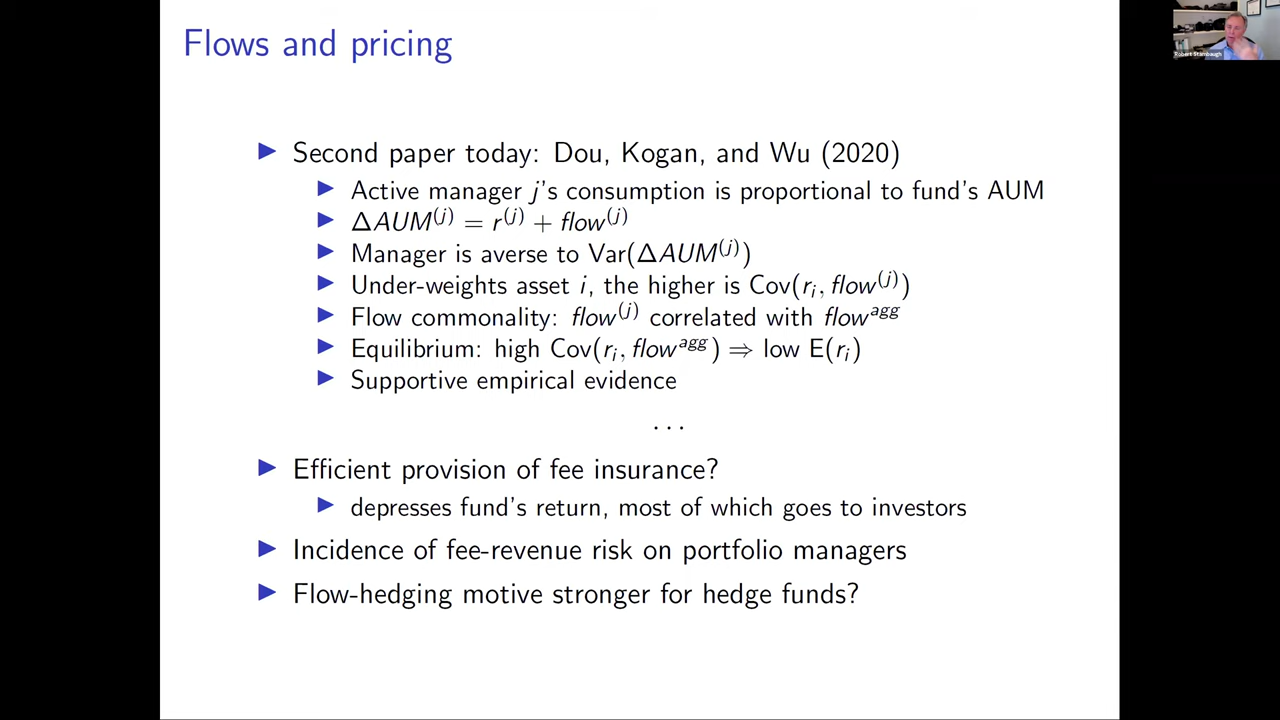 Flows and pricing
Robert Stambaugh
▶ Second paper today: Dou, Kogan, and Wu (2020)
▶ Active manager j's consumption is proportional to fund's AUM
▶ ΔAUM^(j) = r^(j) + flow^(j)
▶ Manager is averse to Var(ΔAUM^(j))
▶ Under-weights asset i, the higher is Cov(r_i, flow^(j))
▶ Flow commonality: flow^(j) correlated with flow^agg
▶ Equilibrium: high Cov(r_i, flow^agg) ⇒ low E(r_i)
▶ Supportive empirical evidence
...
▶ Efficient provision of fee insurance?
▶ depresses fund's return, most of which goes to investors
▶ Incidence of fee-revenue risk on portfolio managers
▶ Flow-hedging motive stronger for hedge funds?